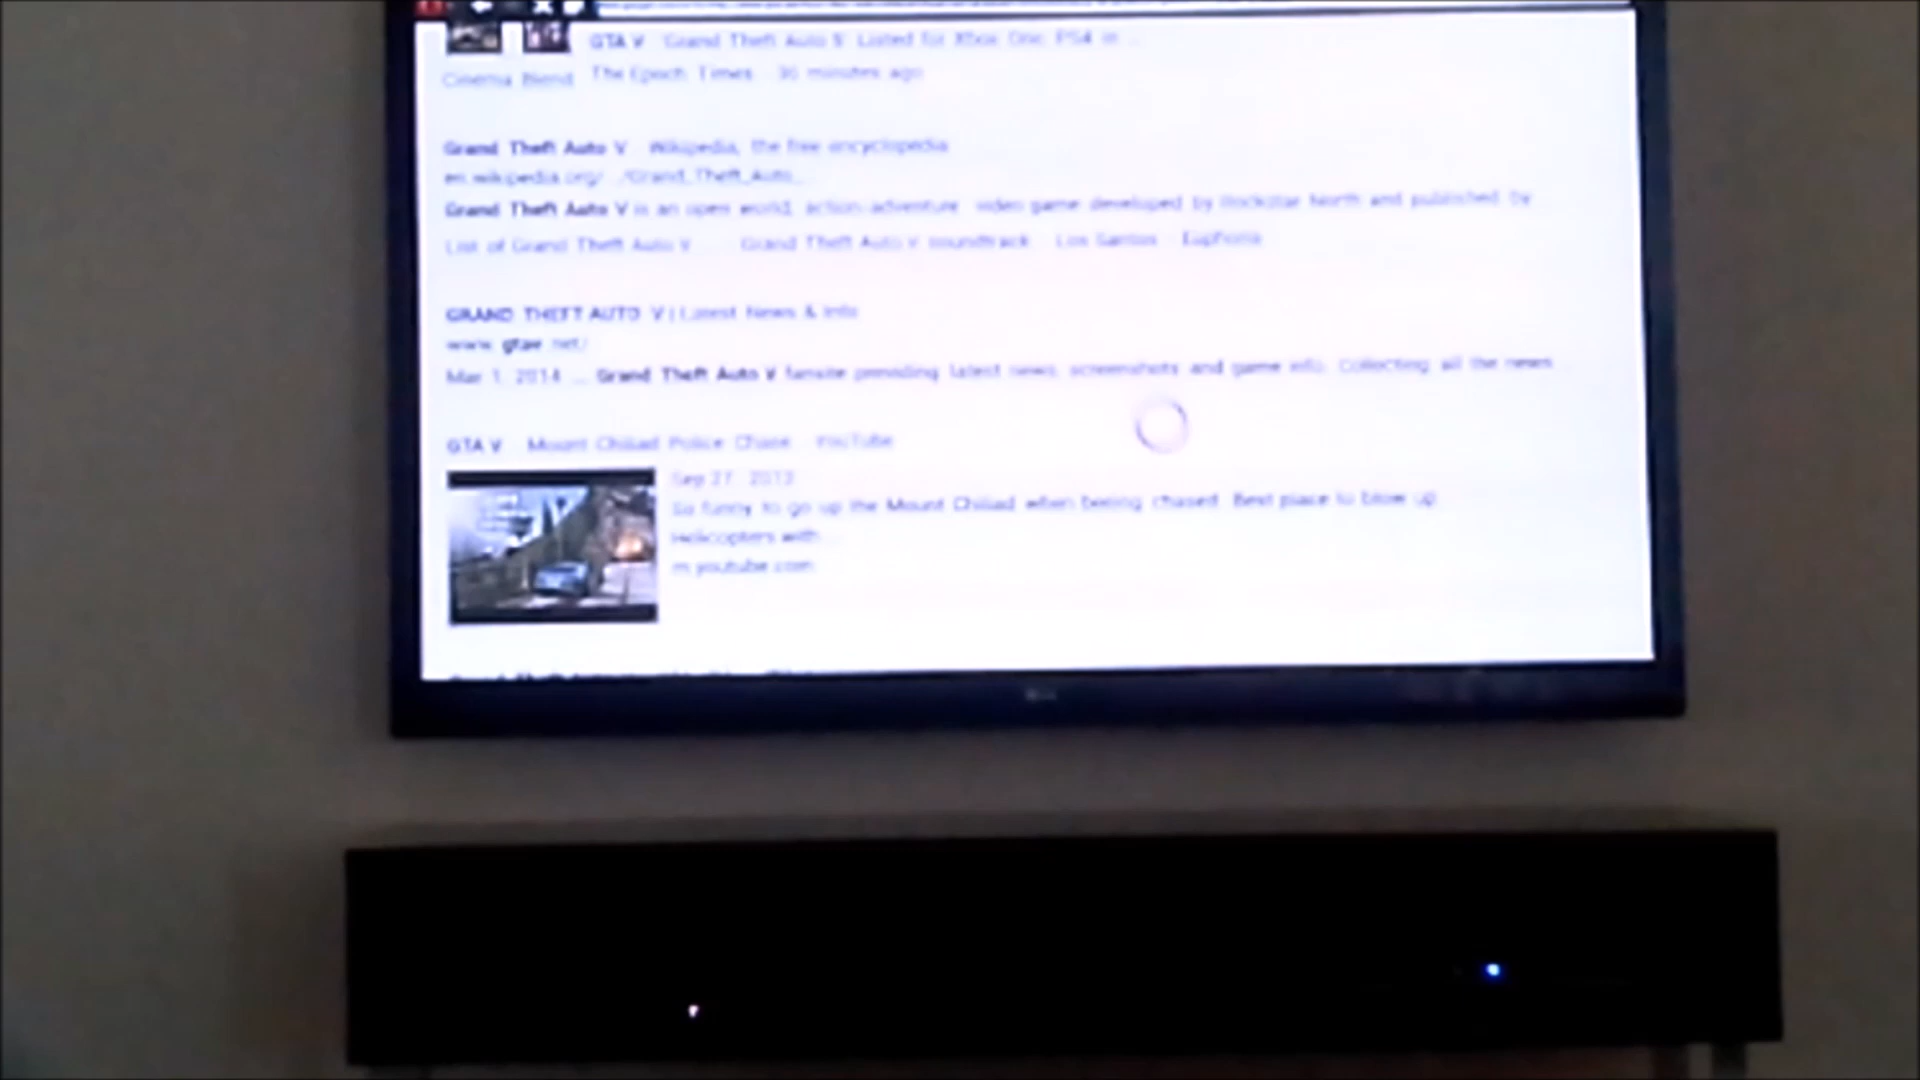 GTA V 'Grand Theft Auto 5' Listed for Xbox One, PS4 in ...
Cinema Blend
The Epoch Times - 36 minutes ago
Grand Theft Auto V - Wikipedia, the free encyclopedia
en.wikipedia.org/.../Grand_Theft_Auto_...
Grand Theft Auto V is an open world, action-adventure video game developed by Rockstar North and published by
List of Grand Theft Auto V ... - Grand Theft Auto V soundtrack - Los Santos - Euphoria
GRAND THEFT AUTO V | Latest News & Info
www.gtav.net/
Mar 1, 2014 ... Grand Theft Auto V fansite providing latest news, screenshots and game info. Collecting all the news
GTA V - Mount Chiliad Police Chase - YouTube
Sep 27, 2013
So funny to go up the Mount Chiliad when beeing chased. Best place to blow up
Helicopters with ...
m.youtube.com